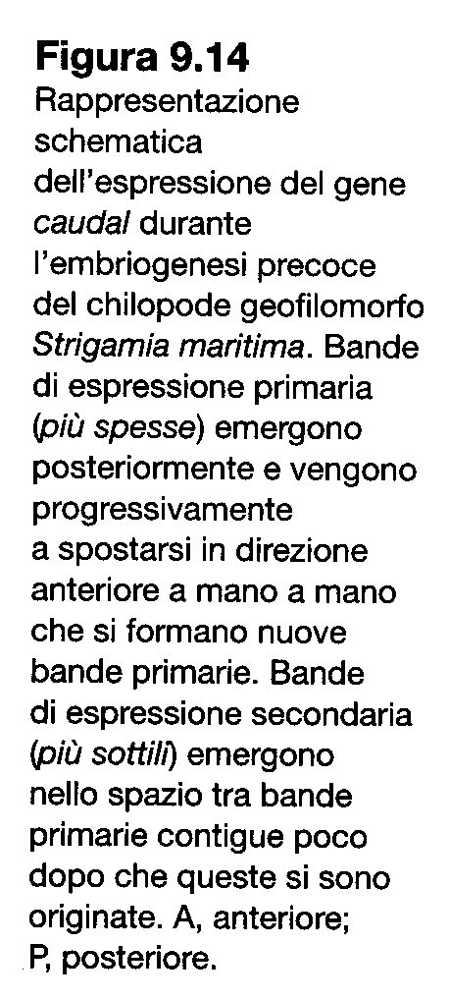 Figura 9.14
Rappresentazione
schematica
dell'espressione del gene
caudal durante
l'embriogenesi precoce
del chilopode geofilomorfo
Strigamia maritima. Bande
di espressione primaria
(più spesse) emergono
posteriormente e vengono
progressivamente
a spostarsi in direzione
anteriore a mano a mano
che si formano nuove
bande primarie. Bande
di espressione secondaria
(più sottili) emergono
nello spazio tra bande
primarie contigue poco
dopo che queste si sono
originate. A, anteriore;
P, posteriore.